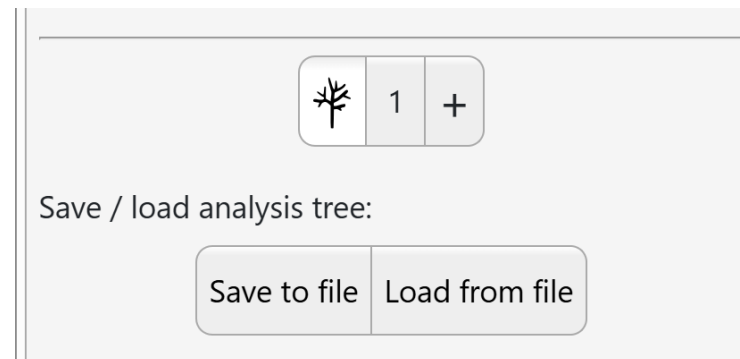 1 +
Save / load analysis tree:
Save to file Load from file